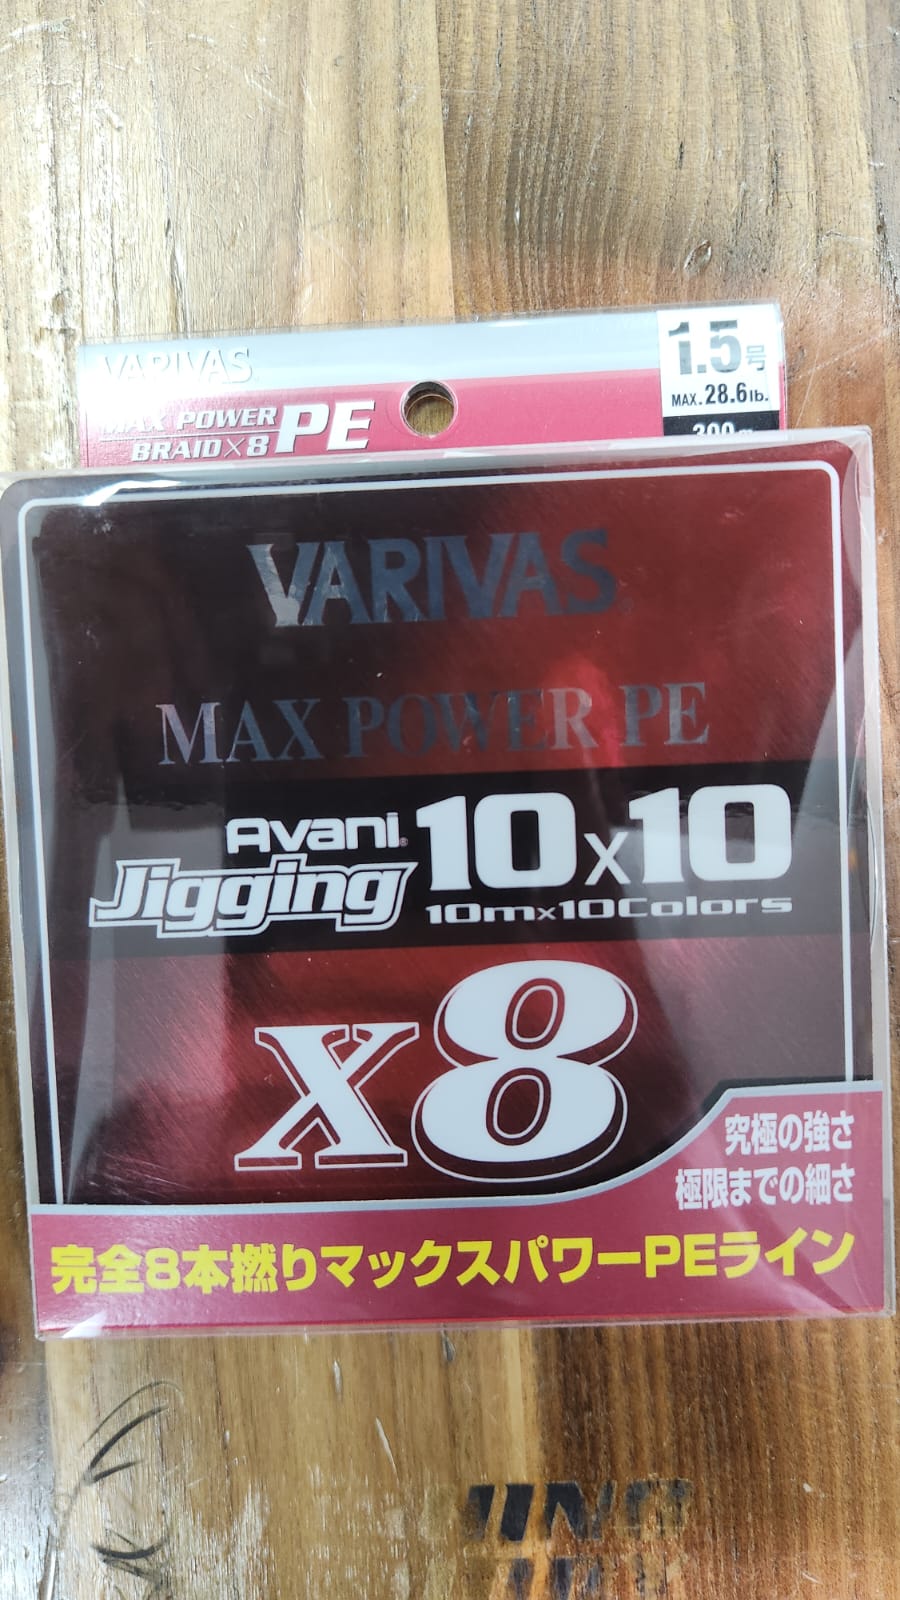 VARIVAS
MAX POWER PE
BRAID×8
1.5号
MAX.28.6lb.
300m
VARIVAS®
MAX POWER PE
Avani®
Jigging
10x10
10m×10Colors
X8
究極の強さ
極限までの細さ
完全8本撚りマックスパワーPEライン